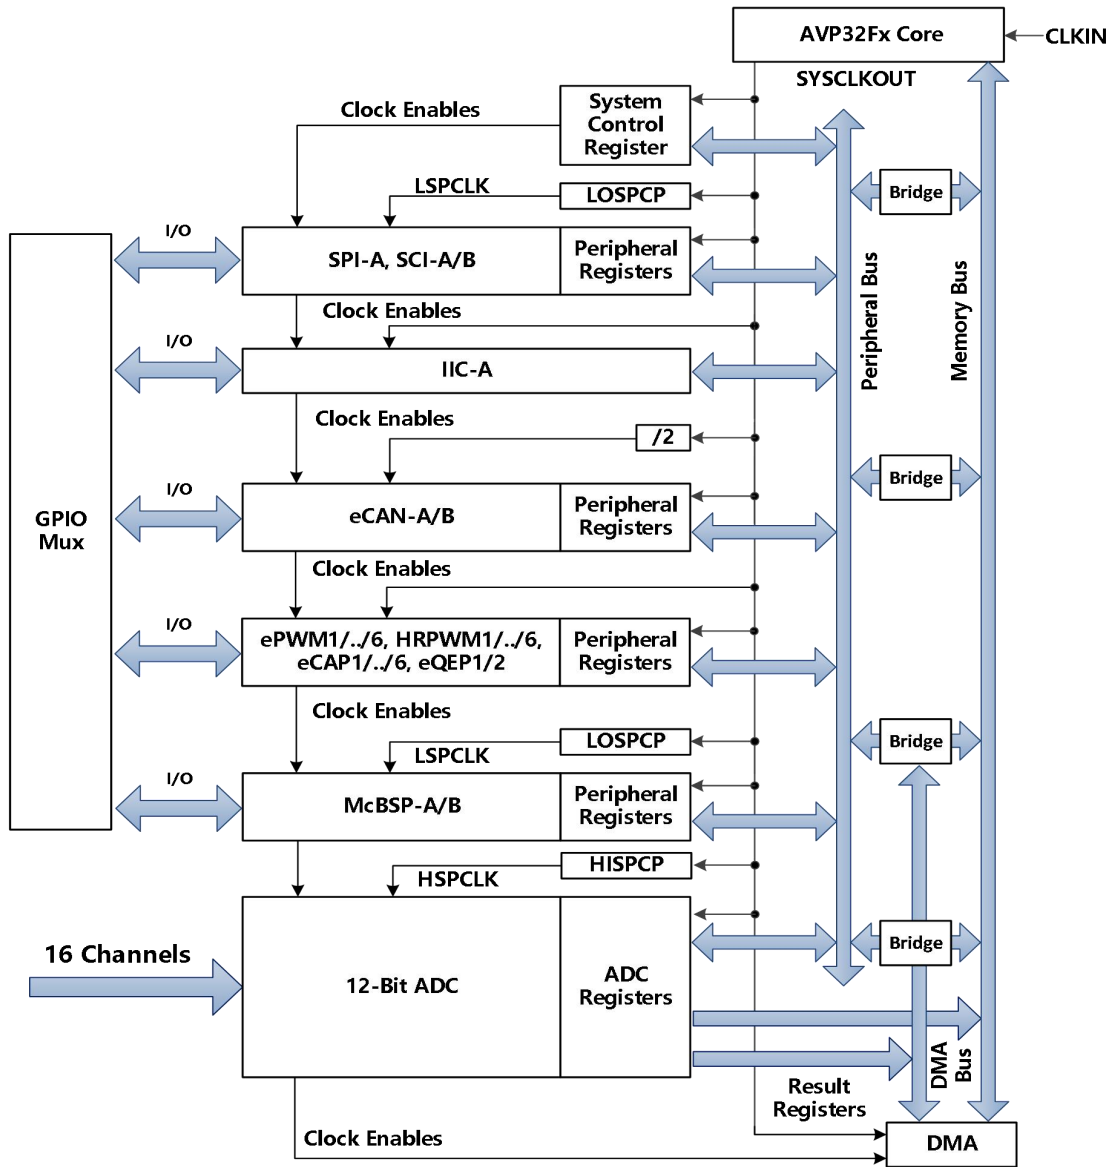 AVP32Fx Core
CLKIN
SYSCLKOUT
Clock Enables
System
Control
Register
LSPCLK
LOSPCP
Bridge
I/O
SPI-A, SCI-A/B
Peripheral
Registers
Peripheral Bus
Memory Bus
Clock Enables
I/O
IIC-A
Clock Enables
/2
Bridge
GPIO
Mux
I/O
eCAN-A/B
Peripheral
Registers
Clock Enables
I/O
ePWM1/../6, HRPWM1/../6,
eCAP1/../6, eQEP1/2
Peripheral
Registers
Clock Enables
LOSPCP
LSPCLK
Bridge
I/O
McBSP-A/B
Peripheral
Registers
HISPCP
HSPCLK
16 Channels
12-Bit ADC
ADC
Registers
Bridge
DMA
Bus
Result
Registers
Clock Enables
DMA